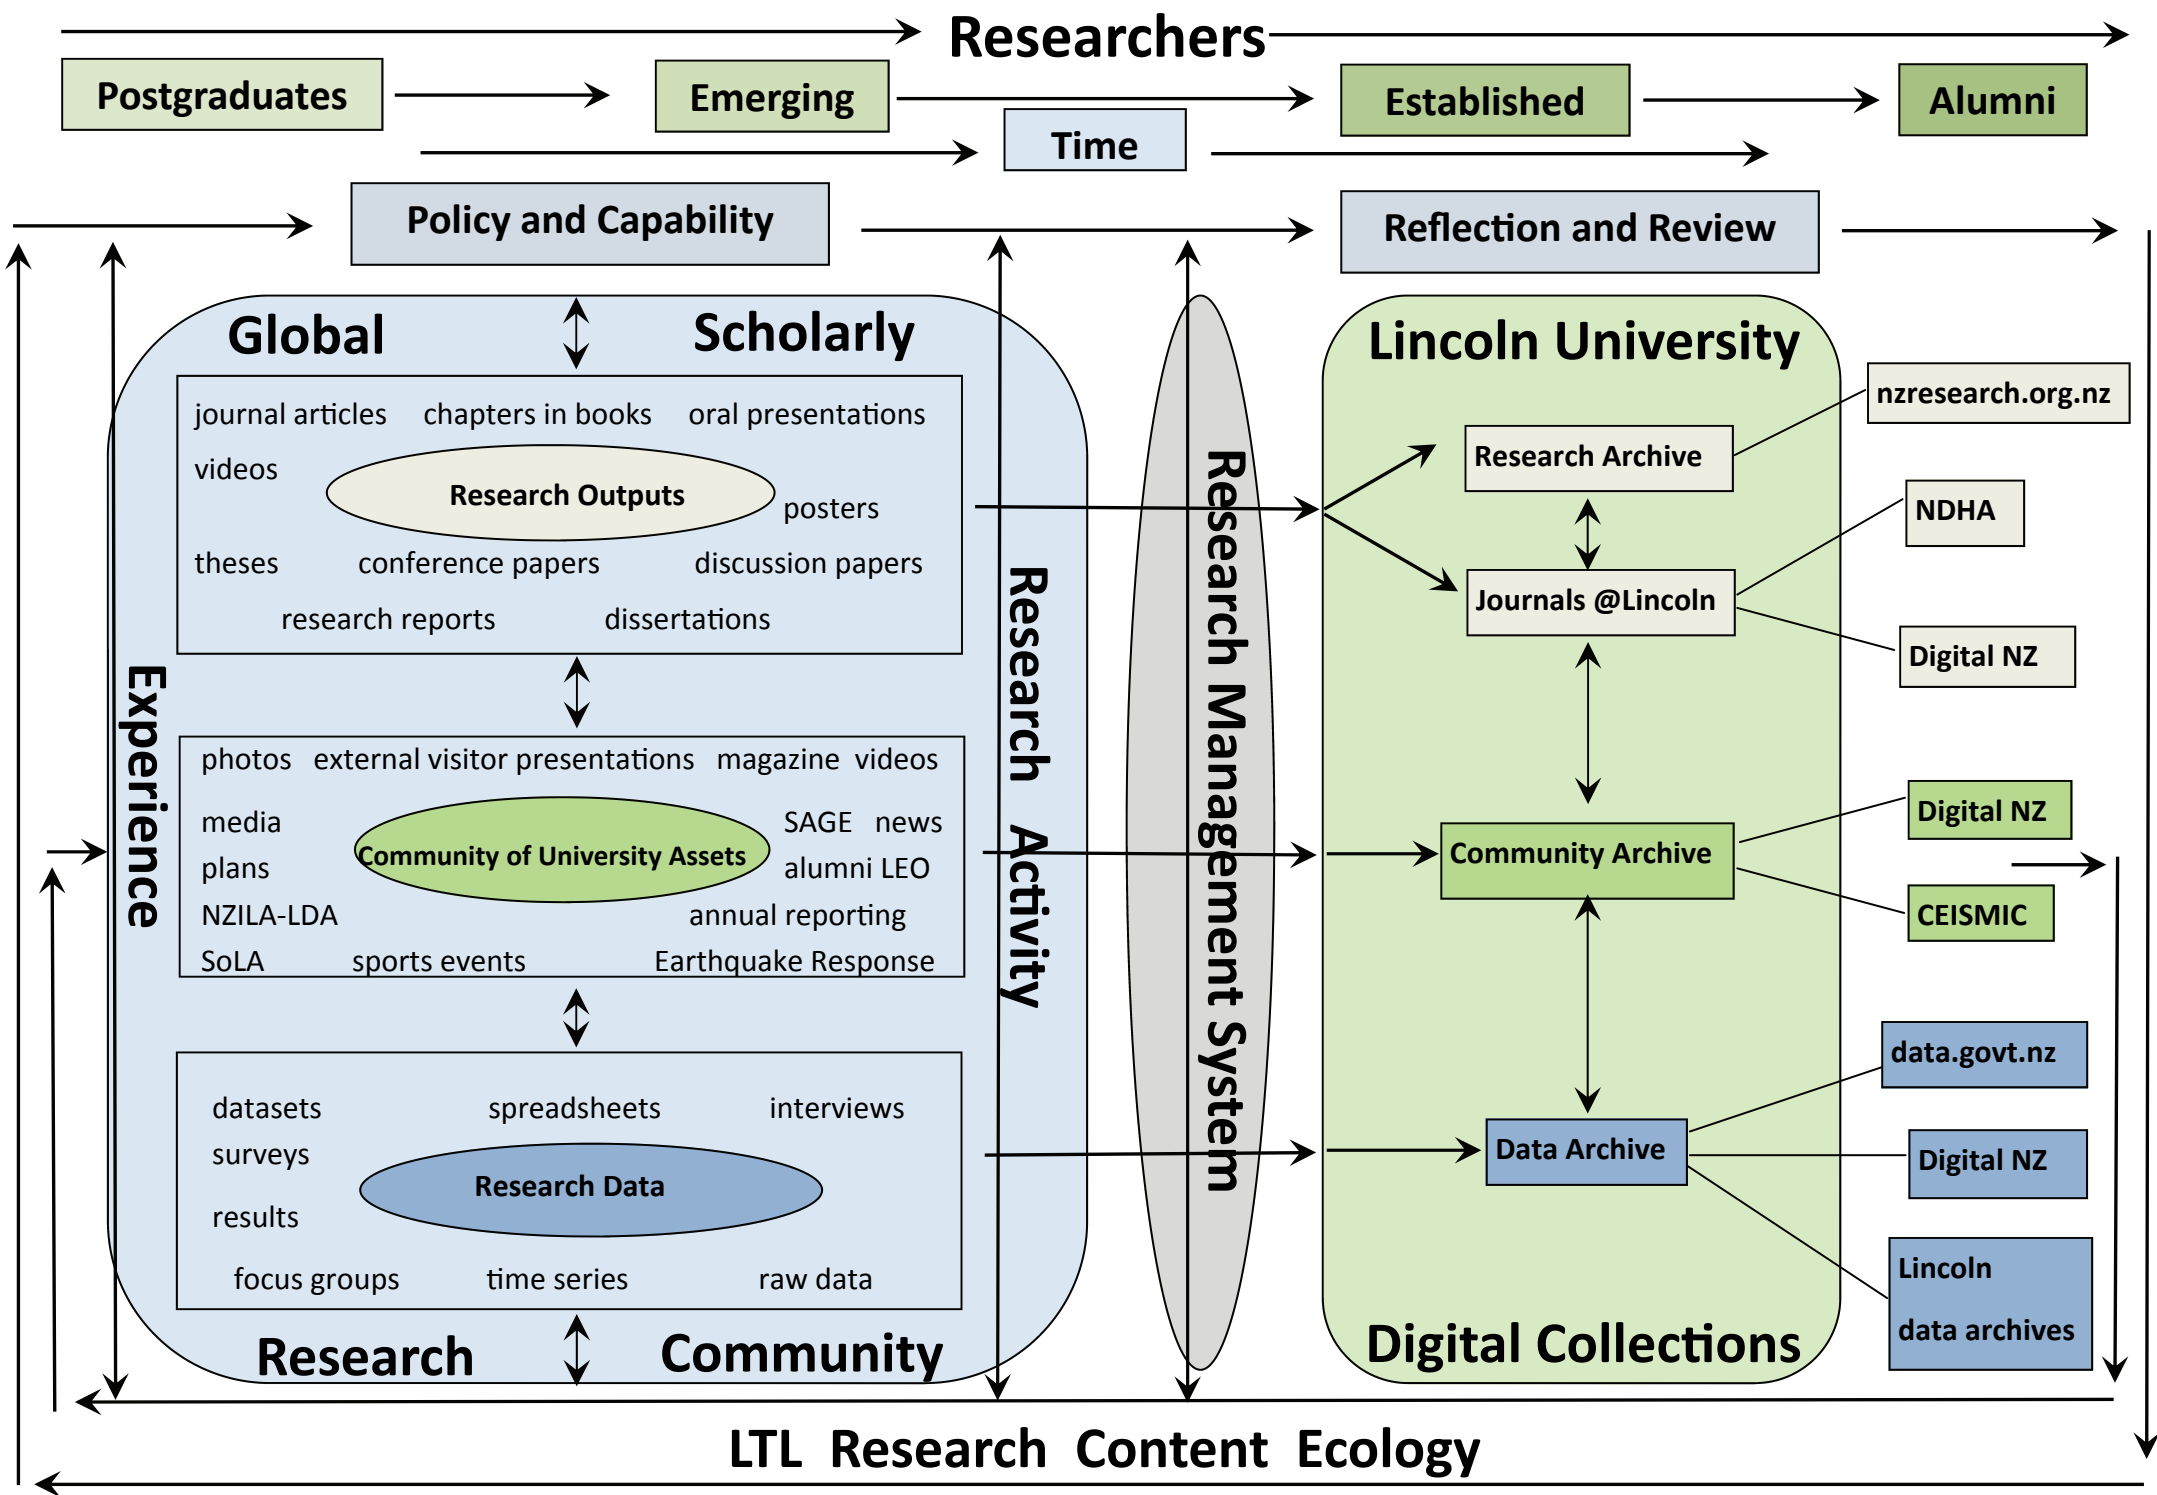 Researchers
Postgraduates
Emerging
Established
Alumni
Time
Policy and Capability
Reflection and Review
Global Scholarly
journal articles chapters in books oral presentations
videos
Research Outputs
posters
theses conference papers discussion papers
research reports dissertations
Experience
photos external visitor presentations magazine videos
media
SAGE news
Community of University Assets
plans
alumni LEO
NZILA-LDA
annual reporting
SoLA sports events Earthquake Response
datasets spreadsheets interviews
surveys
Research Data
results
focus groups time series raw data
Research Community
Research Activity
Research Management System
Lincoln University
Research Archive
Journals @Lincoln
Community Archive
Data Archive
Digital Collections
nzresearch.org.nz
NDHA
Digital NZ
Digital NZ
CEISMIC
data.govt.nz
Digital NZ
Lincoln
data archives
LTL Research Content Ecology